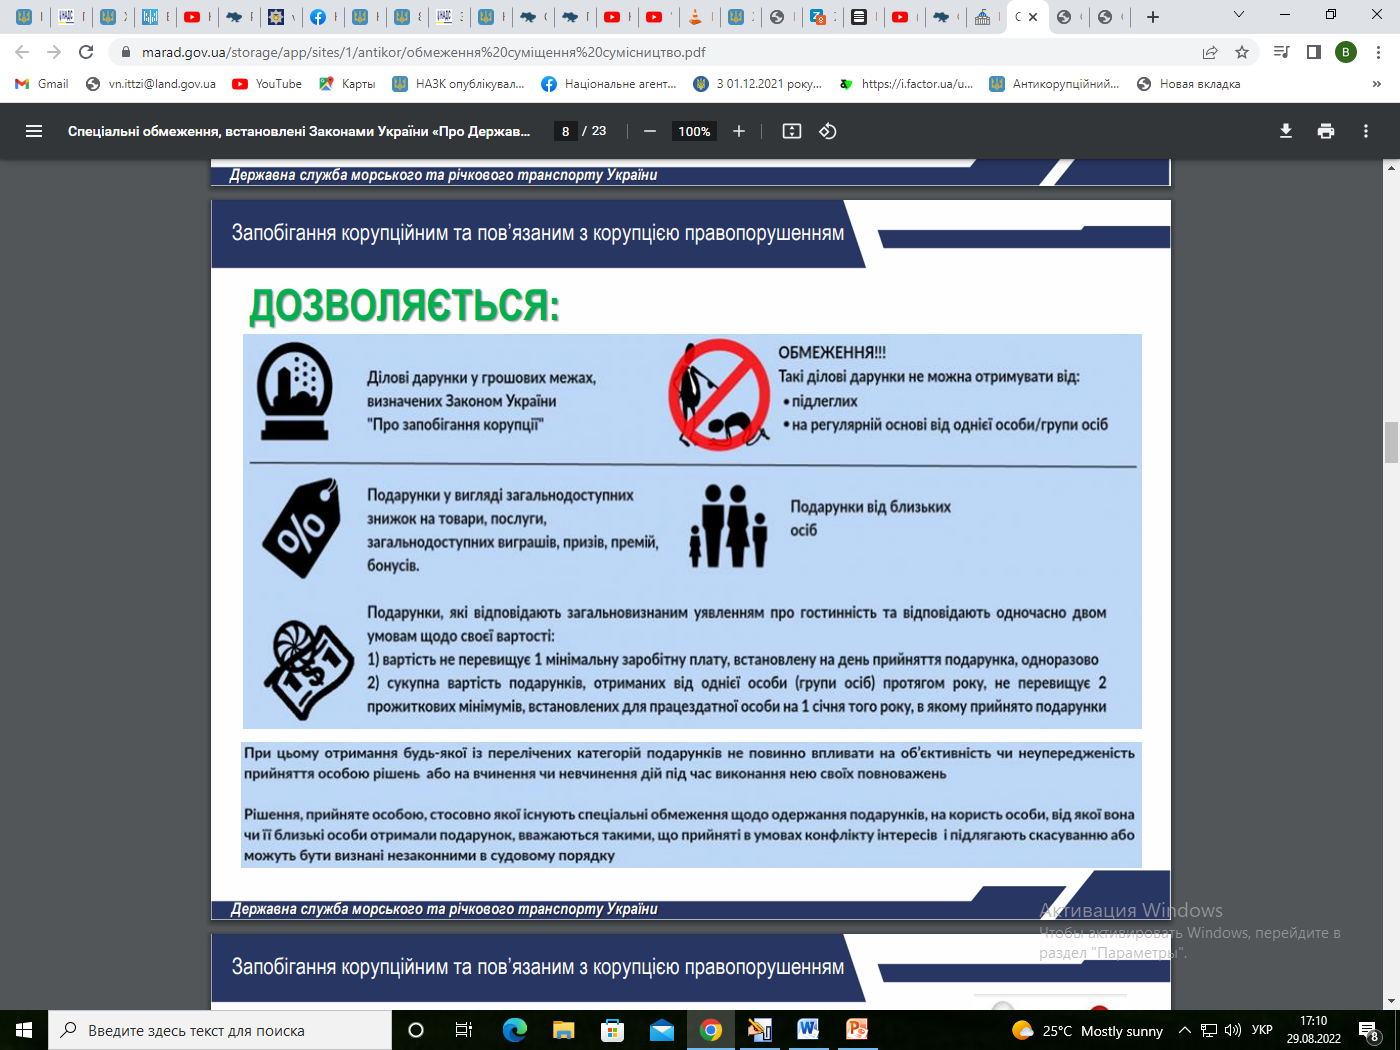 marad.gov.ua/storage/app/sites/1/antikor/обмеження%20суміщення%20сумісництво.pdf
B
Gmail
vn.ittzi@land.gov.ua
YouTube
Карты
НАЗК опублікувал...
Національне агент...
З 01.12.2021 року...
https://i.factor.ua/u...
Антикорупційний...
Новая вкладка
»
Спеціальні обмеження, встановлені Законами України «Про Держав...
8 / 23
100%
Державна служба морського та річкового транспорту України
Запобігання корупційним та пов’язаним з корупцією правопорушенням
ДОЗВОЛЯЄТЬСЯ:
Ділові дарунки у грошових межах,
визначених Законом України
"Про запобігання корупції"
ОБМЕЖЕННЯ!!!
Такі ділові дарунки не можна отримувати від:
• підлеглих
• на регулярній основі від однієї особи/групи осіб
%
Подарунки у вигляді загальнодоступних
знижок на товари, послуги,
загальнодоступних виграшів, призів, премій,
бонусів.
Подарунки від близьких
осіб
Подарунки, які відповідають загальновизнаним уявленням про гостинність та відповідають одночасно двом
умовам щодо своєї вартості:
1) вартість не перевищує 1 мінімальну заробітну плату, встановлену на день прийняття подарунка, одноразово
2) сукупна вартість подарунків, отриманих від однієї особи (групи осіб) протягом року, не перевищує 2
прожиткових мінімумів, встановлених для працездатної особи на 1 січня того року, в якому прийнято подарунки
1$1
При цьому отримання будь-якої із перелічених категорій подарунків не повинно впливати на об’єктивність чи неупередженість
прийняття особою рішень або на вчинення чи невчинення дій під час виконання нею своїх повноважень
Рішення, прийняте особою, стосовно якої існують спеціальні обмеження щодо одержання подарунків, на користь особи, від якої вона
чи її близькі особи отримали подарунок, вважаються такими, що прийняті в умовах конфлікту інтересів і підлягають скасуванню або
можуть бути визнані незаконними в судовому порядку
Державна служба морського та річкового транспорту України
Активация Windows
Чтобы активировать Windows, перейдите в
раздел "Параметры".
Запобігання корупційним та пов’язаним з корупцією правопорушенням
Введите здесь текст для поиска
25°C Mostly sunny
УКР
17:10
29.08.2022
8